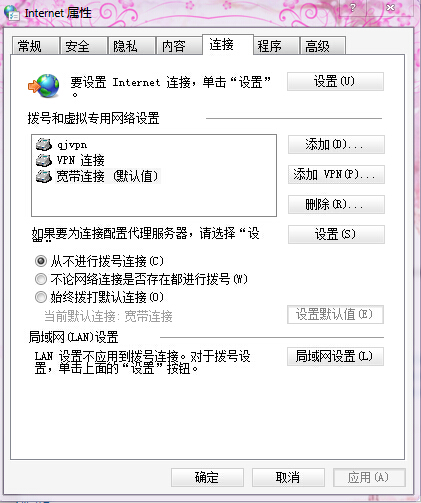 Internet 属性
常规 安全 隐私 内容 连接 程序 高级
要设置 Internet 连接，单击“设置”
。
设置(U)
拨号和虚拟专用网络设置
qjvpn
VPN 连接
宽带连接 (默认值)
添加(D)...
添加 VPN(P)...
删除(R)...
如果要为连接配置代理服务器，请选择“设
设置(S)
从不进行拨号连接(C)
不论网络连接是否存在都进行拨号(W)
始终拨打默认连接(O)
当前默认连接: 宽带连接
设置默认值(E)
局域网(LAN)设置
LAN 设置不应用到拨号连接。对于拨号设
置，单击上面的“设置”按钮。
局域网设置(L)
确定 取消 应用(A)